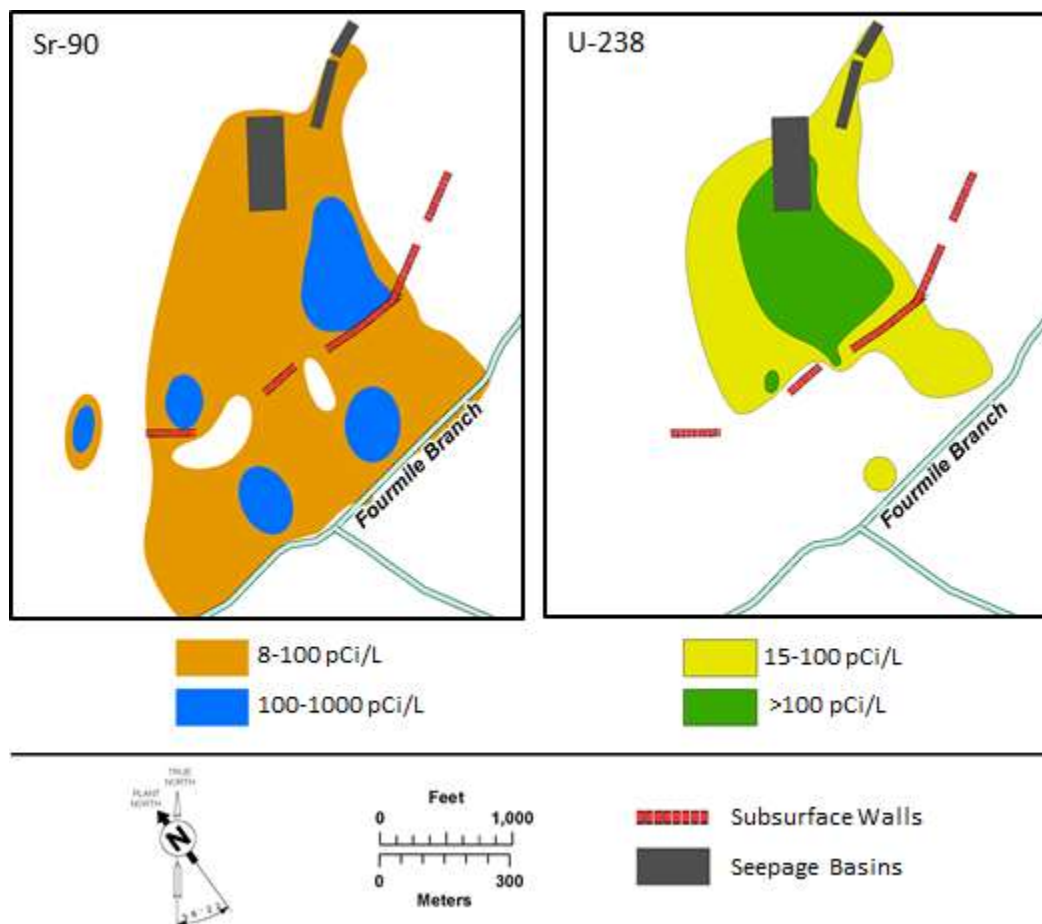 Sr-90
U-238
Fourmile Branch
Fourmile Branch
8-100 pCi/L
15-100 pCi/L
100-1000 pCi/L
>100 pCi/L
TRUE
NORTH
PLANT
NORTH
N
Feet
0 1,000
0 300
Meters
Subsurface Walls
Seepage Basins